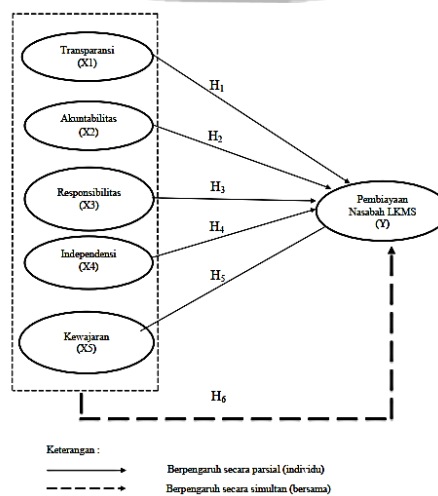 Transparansi
(X1)
H1
Akuntabilitas
(X2)
H2
Responsibilitas
(X3)
H3
Pembiayaan
Nasabah LKMS
(Y)
Independensi
(X4)
H4
H5
Kewajaran
(X5)
H6
Keterangan :
Berpengaruh secara parsial (individu)
Berpengaruh secara simultan (bersama)